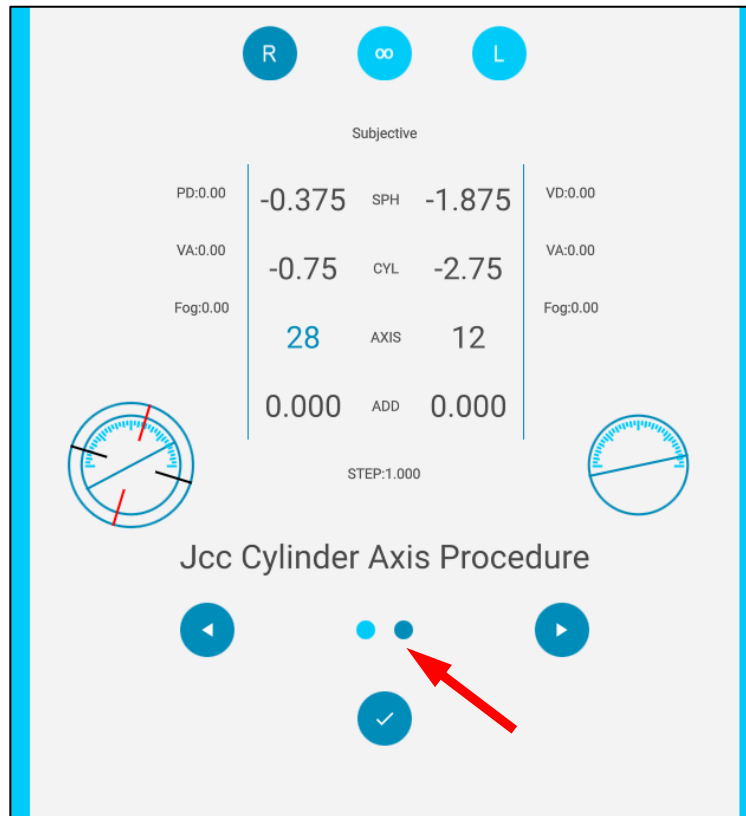 R ∞ L
Subjective
PD:0.00 -0.375 SPH -1.875 VD:0.00
VA:0.00 -0.75 CYL -2.75 VA:0.00
Fog:0.00 28 AXIS 12 Fog:0.00
0.000 ADD 0.000
STEP:1.000
Jcc Cylinder Axis Procedure